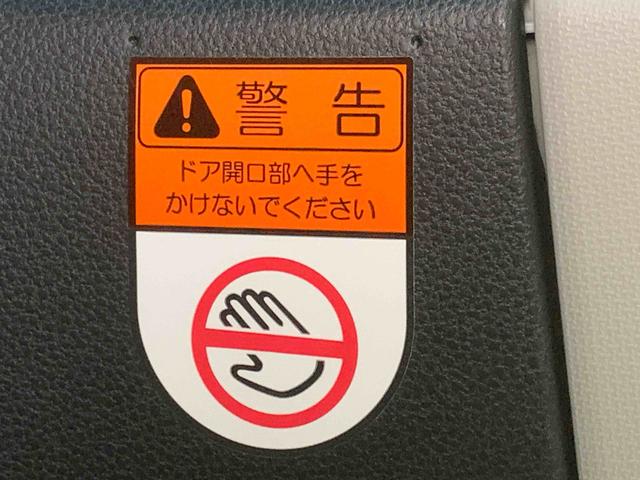 警告
ドア開口部へ手を
かけないでください